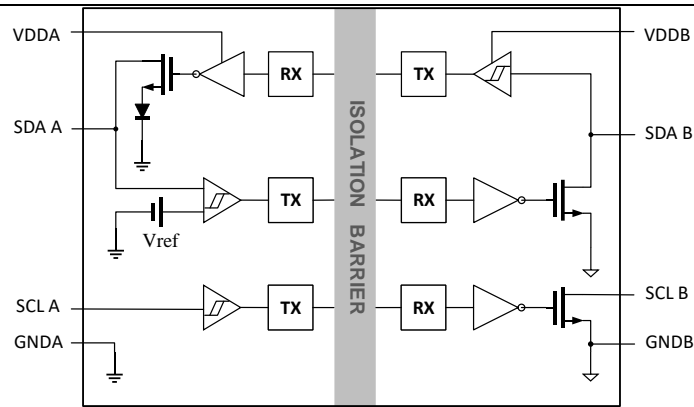 VDDA
VDDB
RX
TX
SDA A
SDA B
ISOLATION BARRIER
TX
RX
Vref
SCL A
TX
RX
SCL B
GNDA
GNDB